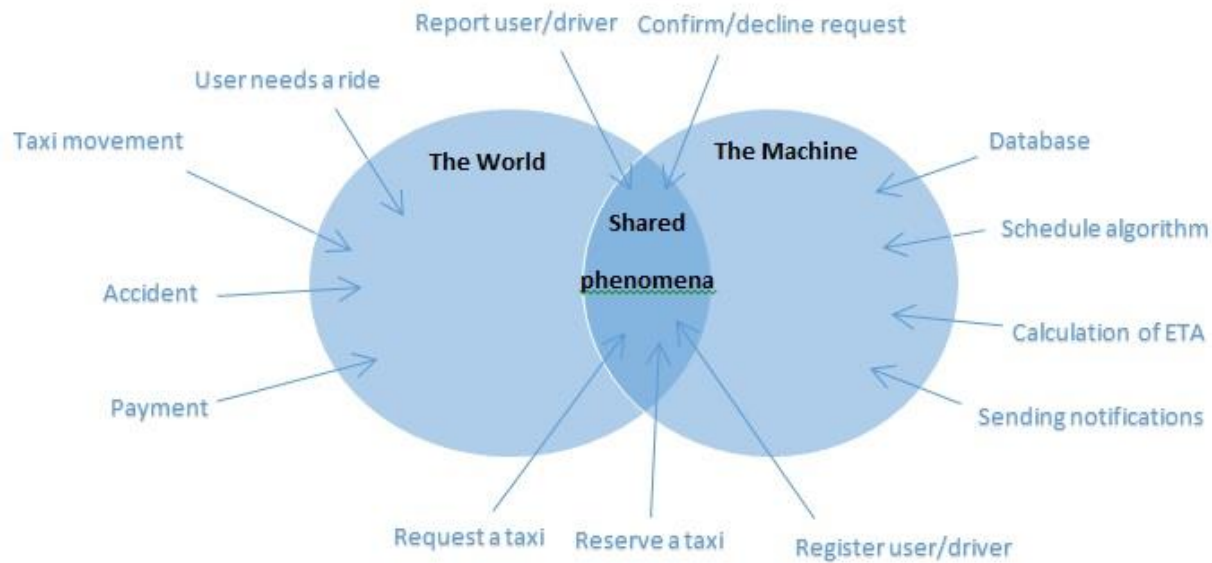 Report user/driver
Confirm/decline request
User needs a ride
Taxi movement
The World
The Machine
Database
Shared
phenomena
Schedule algorithm
Accident
Calculation of ETA
Payment
Sending notifications
Request a taxi
Reserve a taxi
Register user/driver